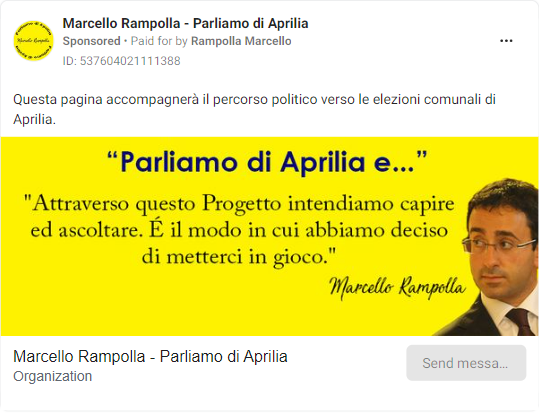 Marcello Rampolla - Parliamo di Aprilia
Sponsored • Paid for by Rampolla Marcello
ID: 537604021111388
Questa pagina accompagnerà il percorso politico verso le elezioni comunali di
Aprilia.
“Parliamo di Aprilia e...”
"Attraverso questo Progetto intendiamo capire
ed ascoltare. É il modo in cui abbiamo deciso
di metterci in gioco."
Marcello Rampolla
Marcello Rampolla - Parliamo di Aprilia
Organization
Send messa...